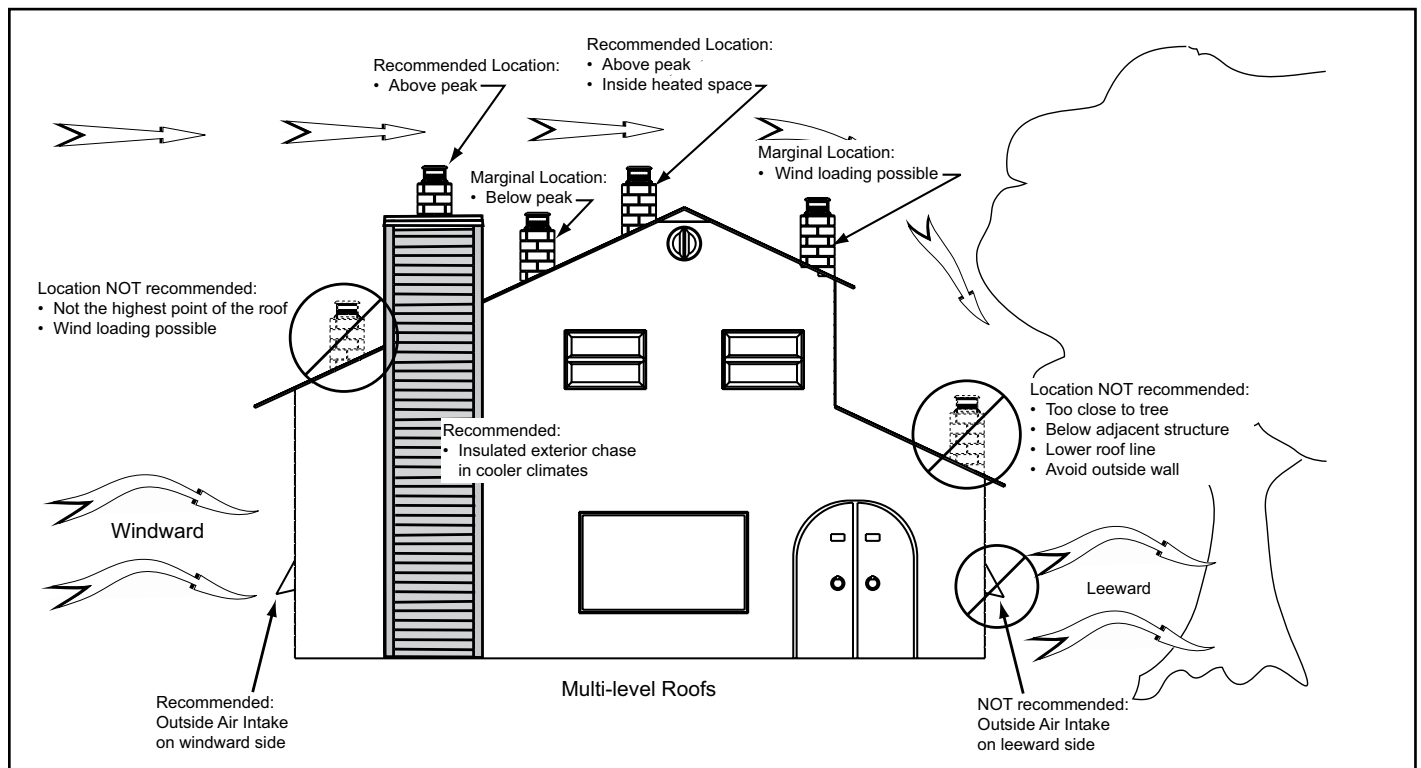 Recommended Location:
• Above peak
Recommended Location:
• Above peak
• Inside heated space
Marginal Location:
• Below peak
Marginal Location:
• Wind loading possible
Location NOT recommended:
• Not the highest point of the roof
• Wind loading possible
Recommended:
• Insulated exterior chase
in cooler climates
Location NOT recommended:
• Too close to tree
• Below adjacent structure
• Lower roof line
• Avoid outside wall
Windward
Leeward
Recommended:
Outside Air Intake
on windward side
Multi-level Roofs
NOT recommended:
Outside Air Intake
on leeward side